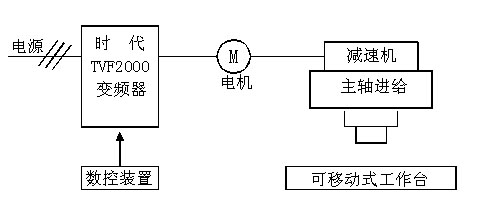 电源
时 代
TVF2000
变频器
M
电机
减速机
主轴进给
数控装置
可移动式工作台